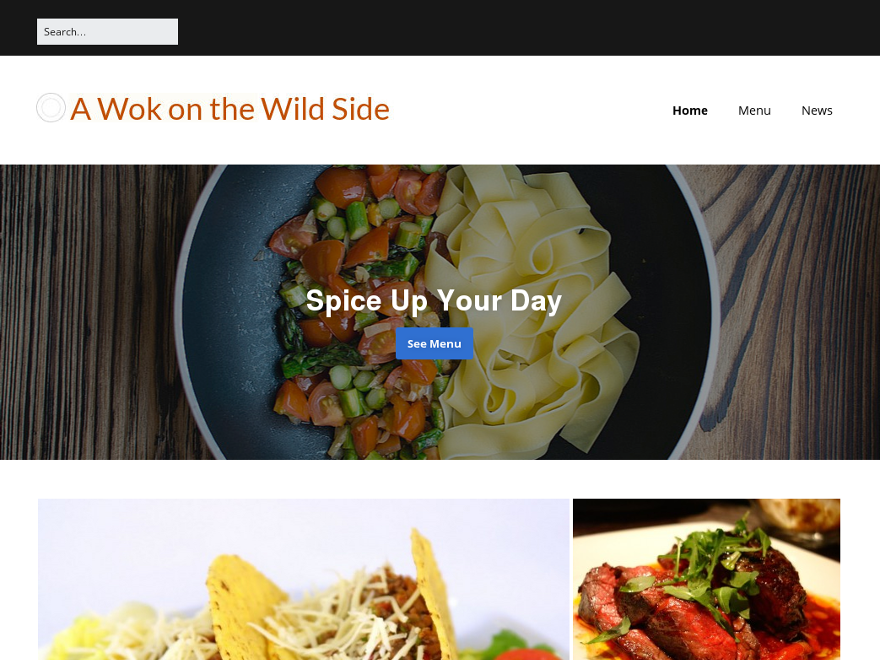 Search...
A Wok on the Wild Side
Home Menu News
Spice Up Your Day
See Menu